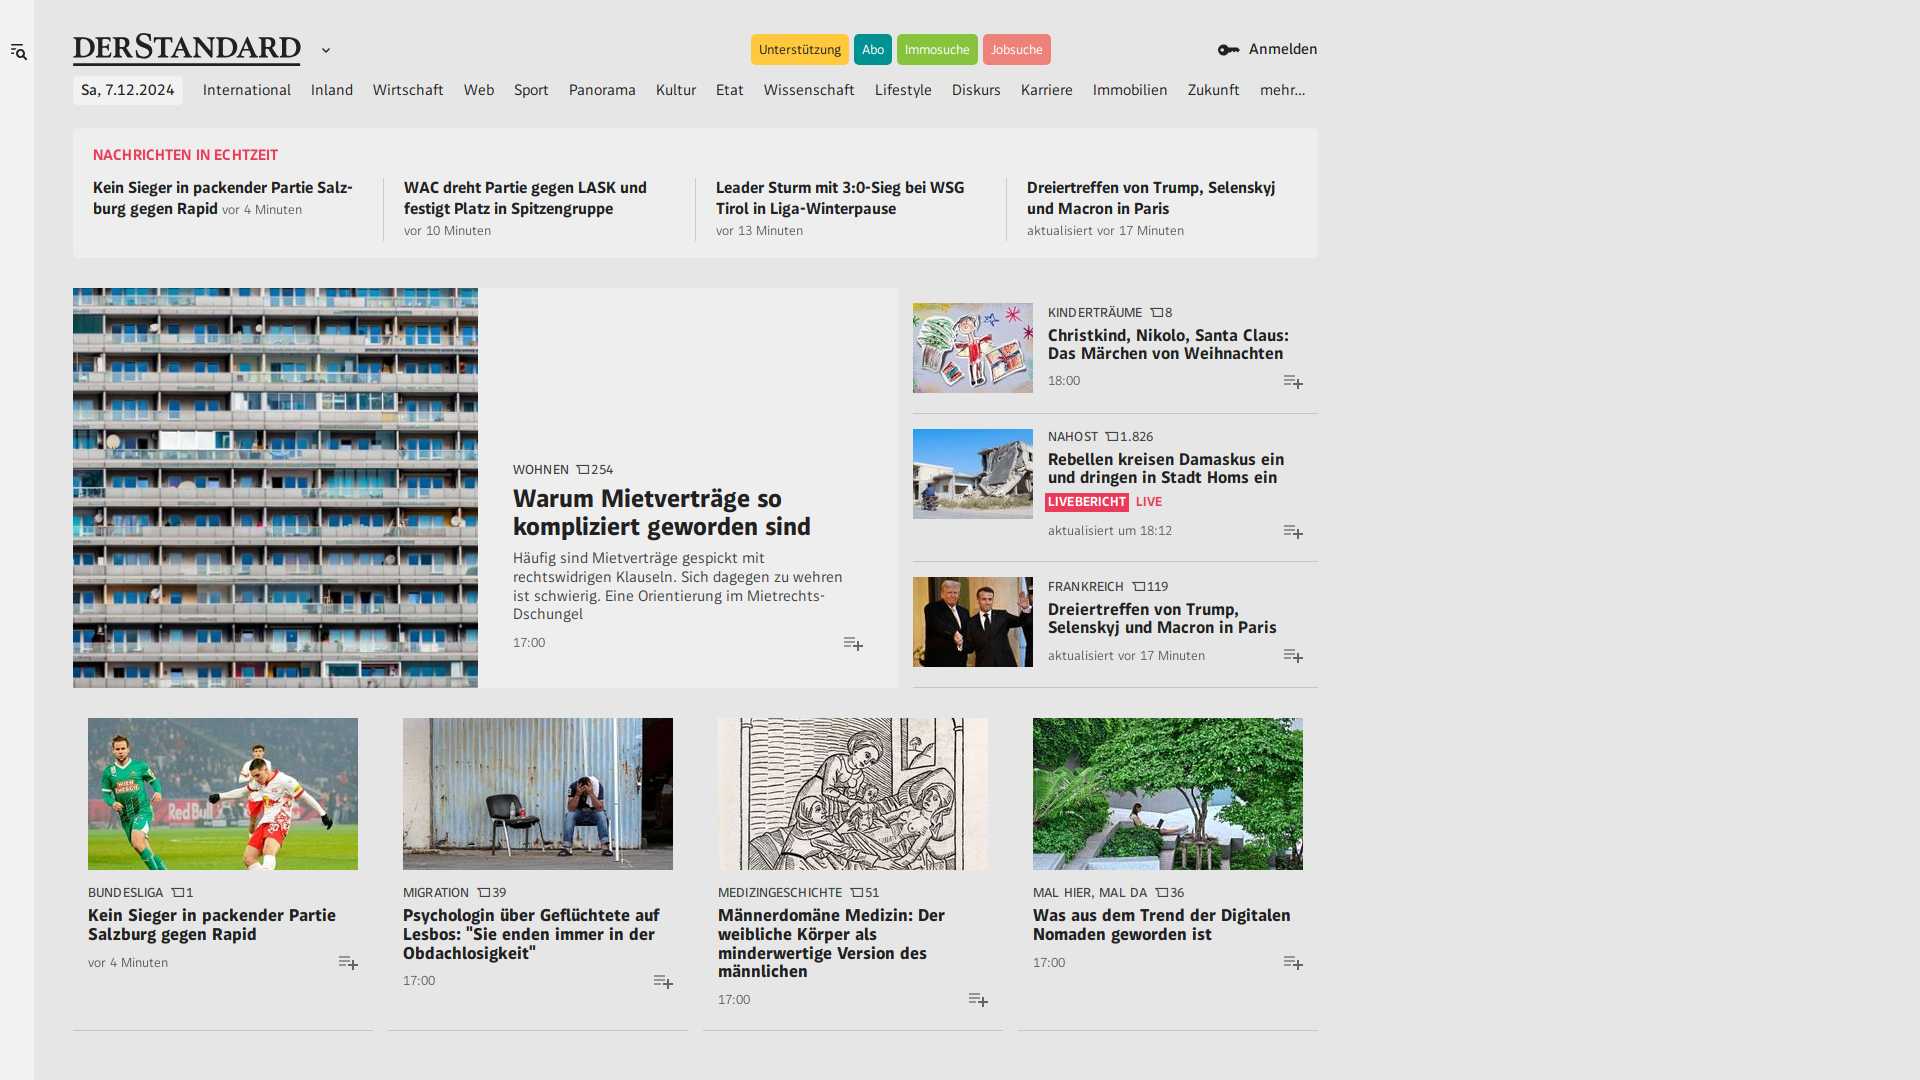 DERSTANDARD
Unterstützung
Abo
Immosuche
Jobsuche
Anmelden
Sa, 7.12.2024
International
Inland
Wirtschaft
Web
Sport
Panorama
Kultur
Etat
Wissenschaft
Lifestyle
Diskurs
Karriere
Immobilien
Zukunft
mehr...
NACHRICHTEN IN ECHTZEIT
Kein Sieger in packender Partie Salz-
burg gegen Rapid vor 4 Minuten
WAC dreht Partie gegen LASK und
festigt Platz in Spitzengruppe
vor 10 Minuten
Leader Sturm mit 3:0-Sieg bei WSG
Tirol in Liga-Winterpause
vor 13 Minuten
Dreiertreffen von Trump, Selenskyj
und Macron in Paris
aktualisiert vor 17 Minuten
WOHNEN 254
Warum Mietverträge so
kompliziert geworden sind
Häufig sind Mietverträge gespickt mit
rechtswidrigen Klauseln. Sich dagegen zu wehren
ist schwierig. Eine Orientierung im Mietrechts-
Dschungel
17:00
KINDERTRÄUME 8
Christkind, Nikolo, Santa Claus:
Das Märchen von Weihnachten
18:00
NAHOST 1.826
Rebellen kreisen Damaskus ein
und dringen in Stadt Homs ein
LIVEBERICHT LIVE
aktualisiert um 18:12
FRANKREICH 119
Dreiertreffen von Trump,
Selenskyj und Macron in Paris
aktualisiert vor 17 Minuten
Red Bull
BUNDESLIGA 1
Kein Sieger in packender Partie
Salzburg gegen Rapid
vor 4 Minuten
MIGRATION 39
Psychologin über Geflüchtete auf
Lesbos: "Sie enden immer in der
Obdachlosigkeit"
17:00
MEDIZINGESCHICHTE 51
Männerdomäne Medizin: Der
weibliche Körper als
minderwertige Version des
männlichen
17:00
MAL HIER, MAL DA 36
Was aus dem Trend der Digitalen
Nomaden geworden ist
17:00